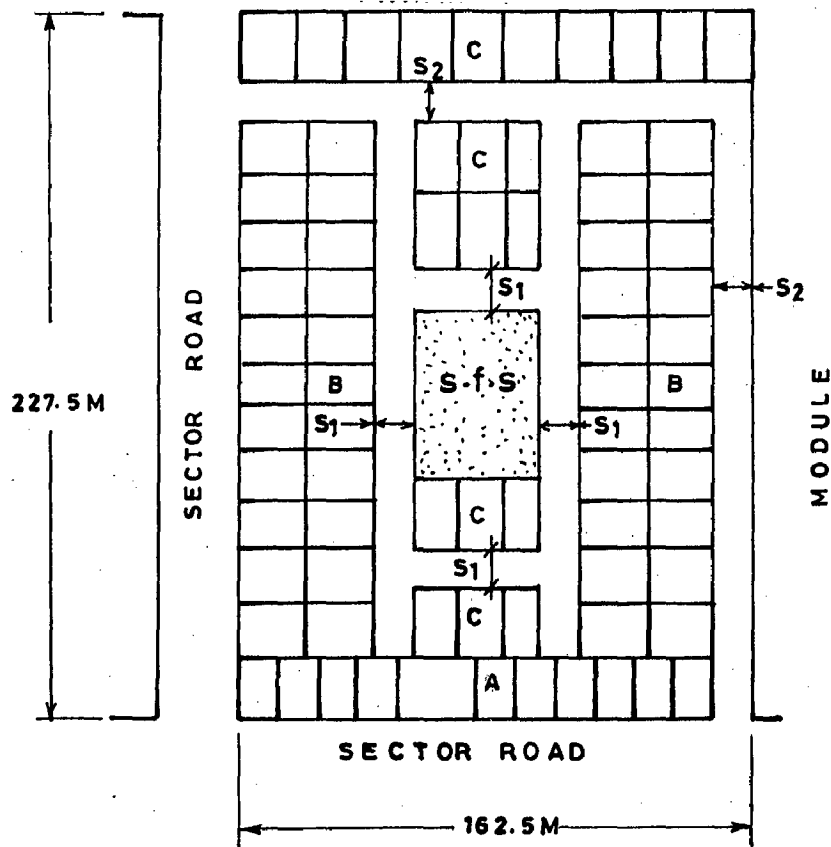 C
S2
C
S1
S2
SECTOR ROAD
S-f-S
B
B
227.5 M
MODULE
S1
S1
C
S1
C
A
SECTOR ROAD
162.5 M